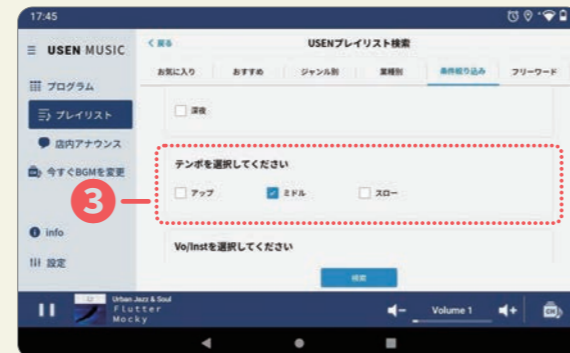 17:45
USEN MUSIC
プログラム
プレイリスト
店内アナウンス
今すぐBGMを変更
info
設定
< 戻る
USENプレイリスト検索
お気に入り おすすめ ジャンル別 業種別 条件絞り込み フリーワード
深夜
テンポを選択してください
アップ ミドル スロー
3
Vo/Instを選択してください
検索
Urban Jazz & Soul
Flutter
Mocky
Volume 1